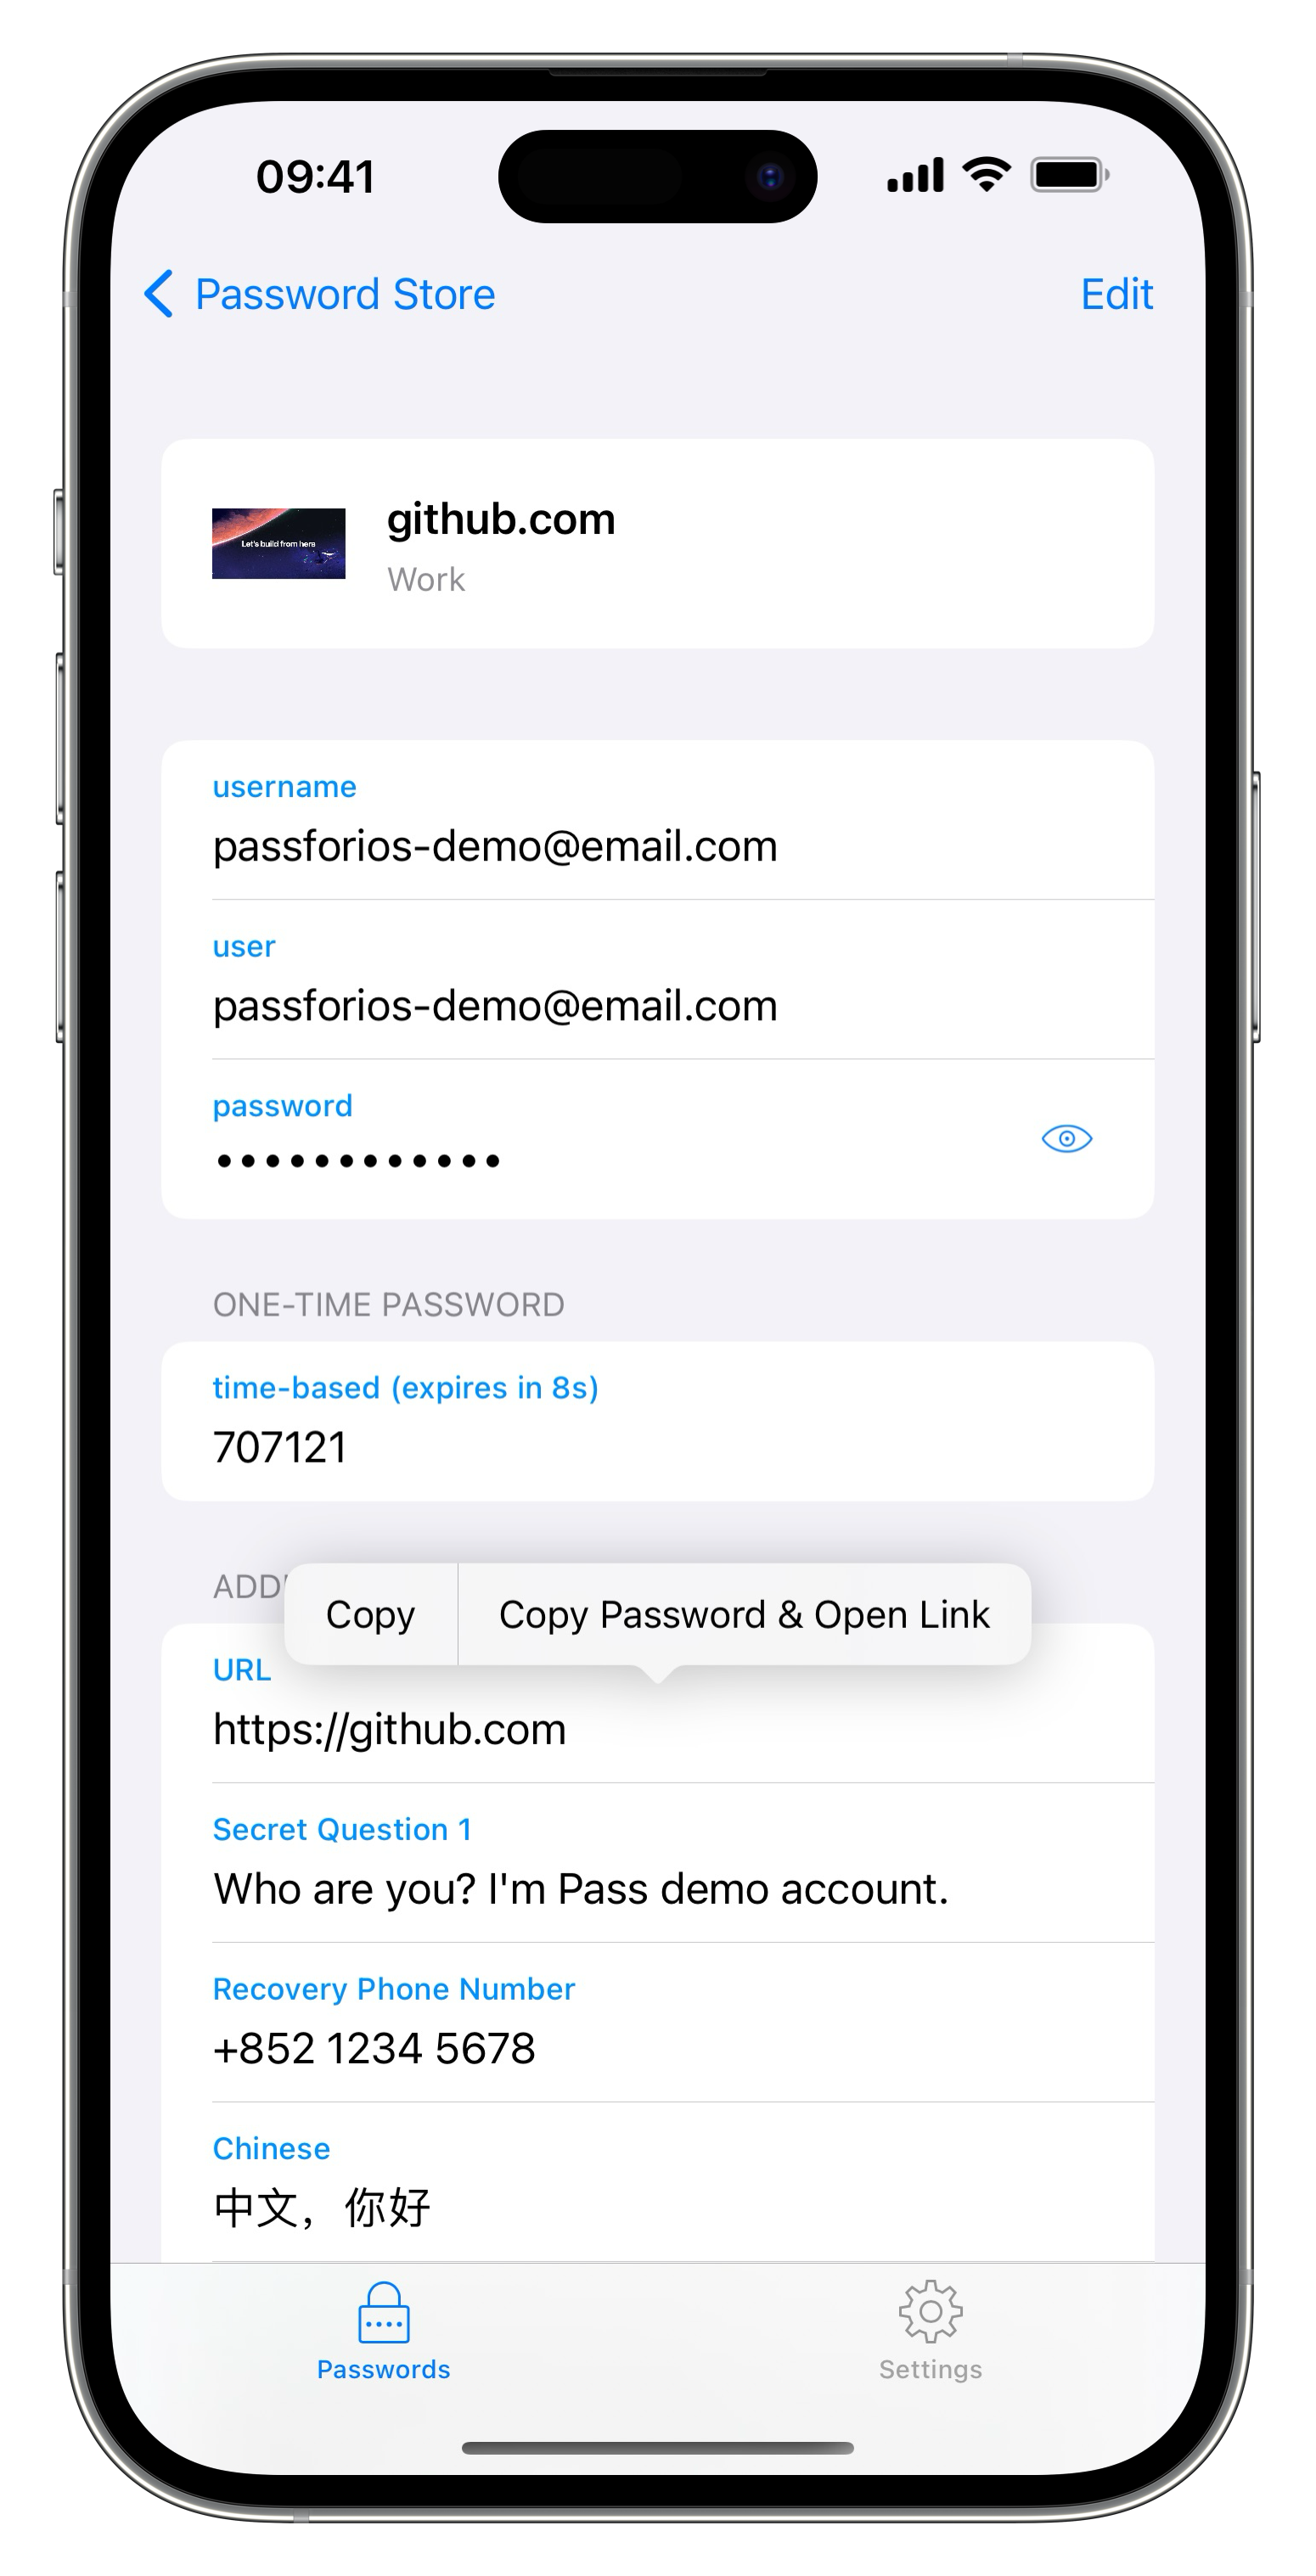 09:41
Password Store
Edit
Let's build from here
github.com
Work
username
passforios-demo@email.com
user
passforios-demo@email.com
password
••••••••••••
ONE-TIME PASSWORD
time-based (expires in 8s)
707121
ADD
Copy
Copy Password & Open Link
URL
https://github.com
Secret Question 1
Who are you? I'm Pass demo account.
Recovery Phone Number
+852 1234 5678
Chinese
中文，你好
Passwords
Settings